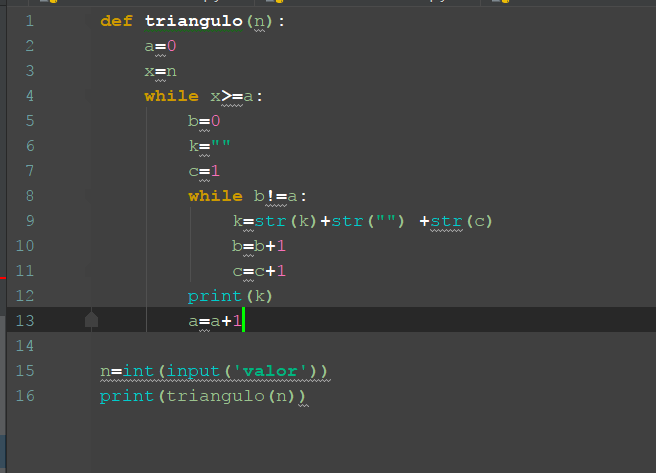 1 def triangulo(n):
2 a=0
3 x=n
4 while x>=a:
5 b=0
6 k=""
7 c=1
8 while b!=a:
9 k=str(k)+str("") +str(c)
10 b=b+1
11 c=c+1
12 print(k)
13 a=a+1
14
15 n=int(input('valor'))
16 print(triangulo(n))